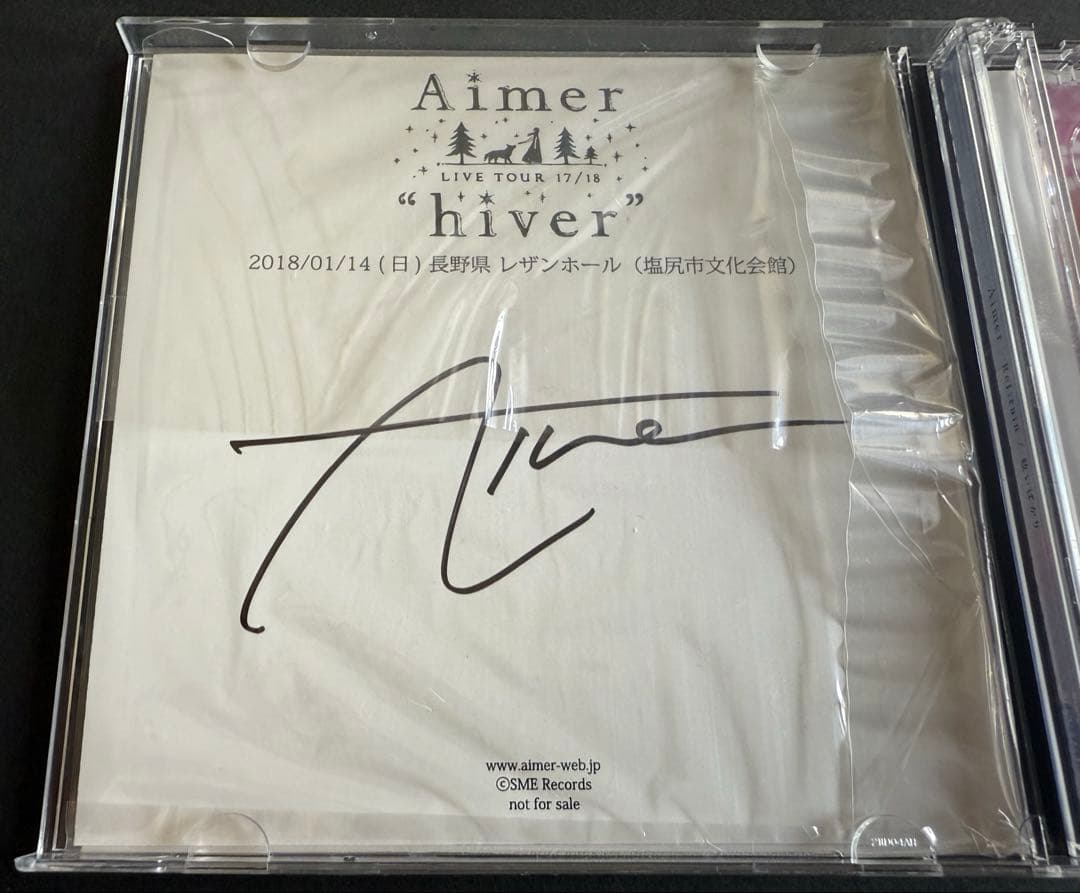 Aimer
LIVE TOUR 17/18
“hiver”
2018/01/14 (日) 長野県 レザンホール（塩尻市文化会館）
Aimer
www.aimer-web.jp
©SME Records
not for sale
Aimer